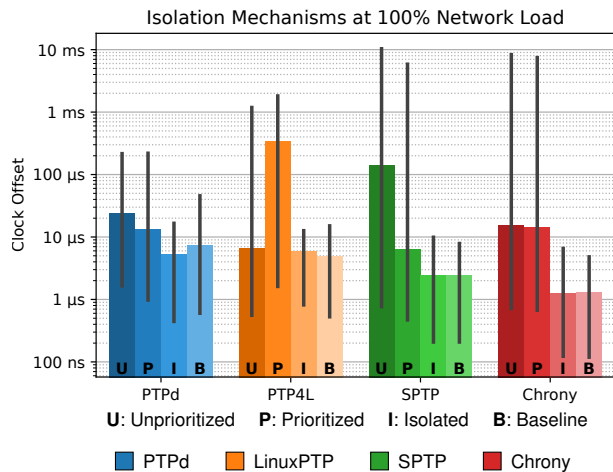 Isolation Mechanisms at 100% Network Load
Clock Offset
10 ms
1 ms
100 µs
10 µs
1 µs
100 ns
U P I B U P I B U P I B U P I B
PTPd PTP4L SPTP Chrony
U: Unprioritized P: Prioritized I: Isolated B: Baseline
PTPd LinuxPTP SPTP Chrony